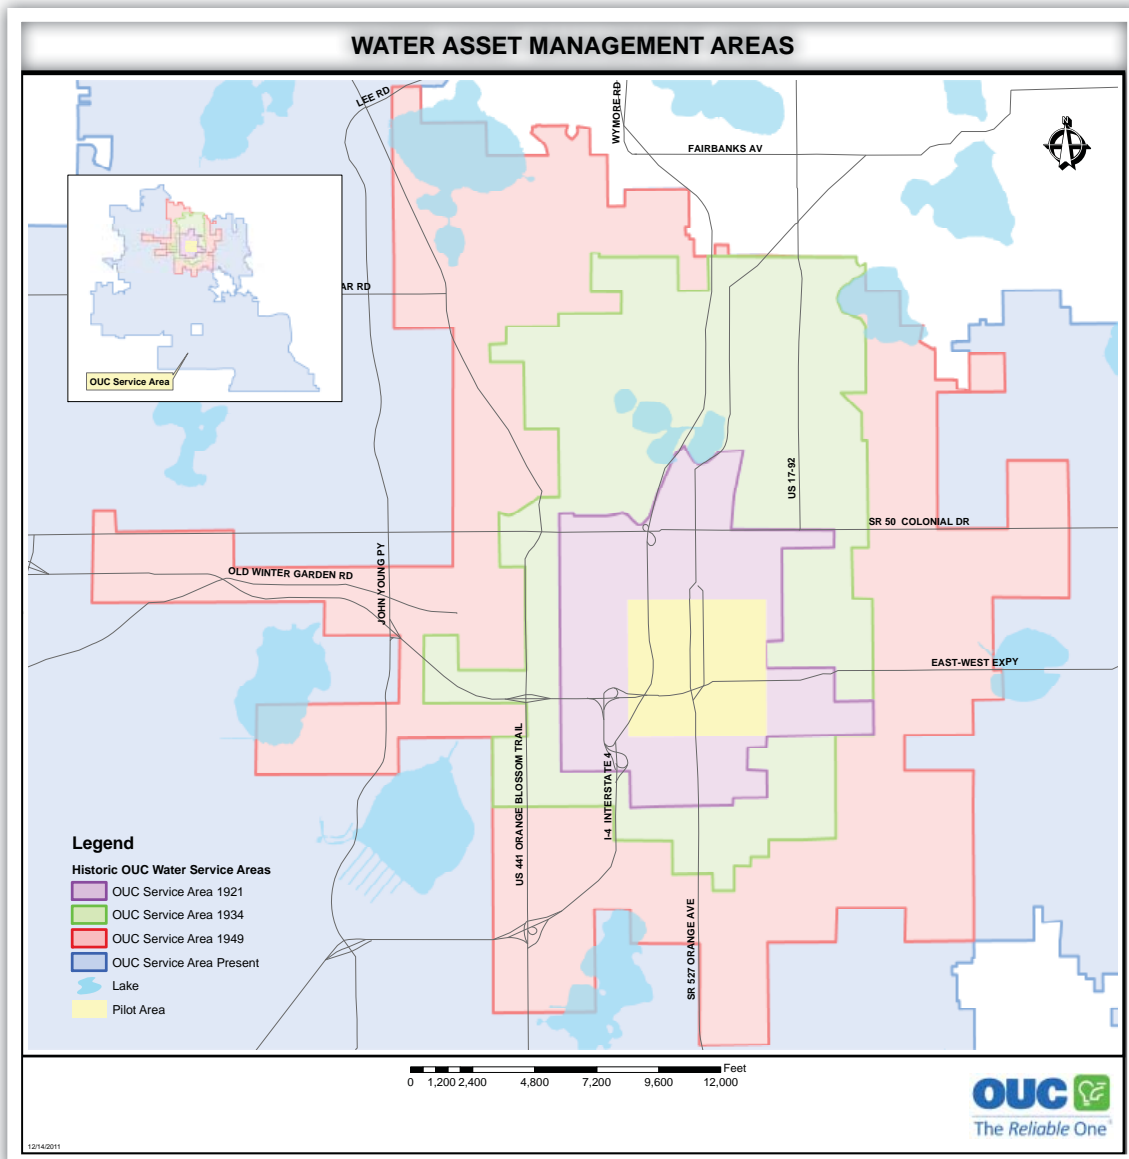 WATER ASSET MANAGEMENT AREAS
LEE RD
WYMORE RD
FAIRBANKS AV
N
AR RD
OUC Service Area
US 17-92
SR 50 COLONIAL DR
OLD WINTER GARDEN RD
JOHN YOUNG PY
EAST-WEST EXPY
US 441 ORANGE BLOSSOM TRAIL
I-4 INTERSTATE 4
SR 527 ORANGE AVE
Legend
Historic OUC Water Service Areas
OUC Service Area 1921
OUC Service Area 1934
OUC Service Area 1949
OUC Service Area Present
Lake
Pilot Area
Feet
0 1,200 2,400 4,800 7,200 9,600 12,000
OUC
The Reliable One®
12/14/2011